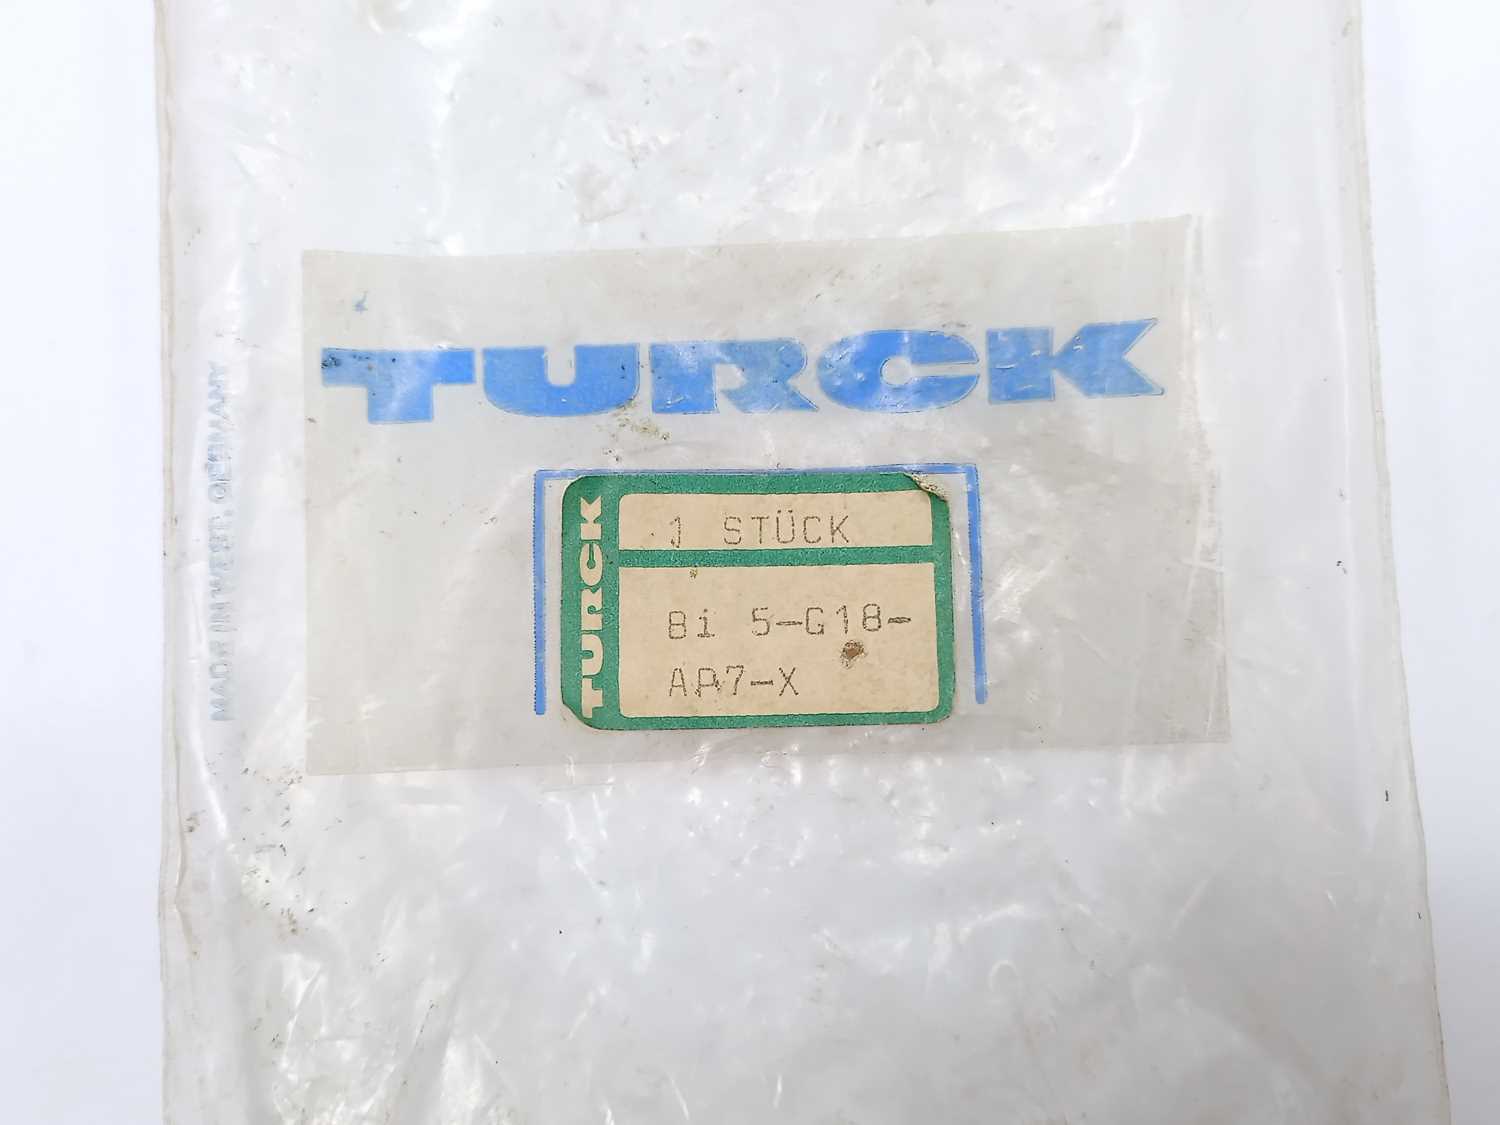 TURCK
TURCK
1 STÜCK
Bi 5-G18-
AP7-X
MADE IN WEST. GERMANY